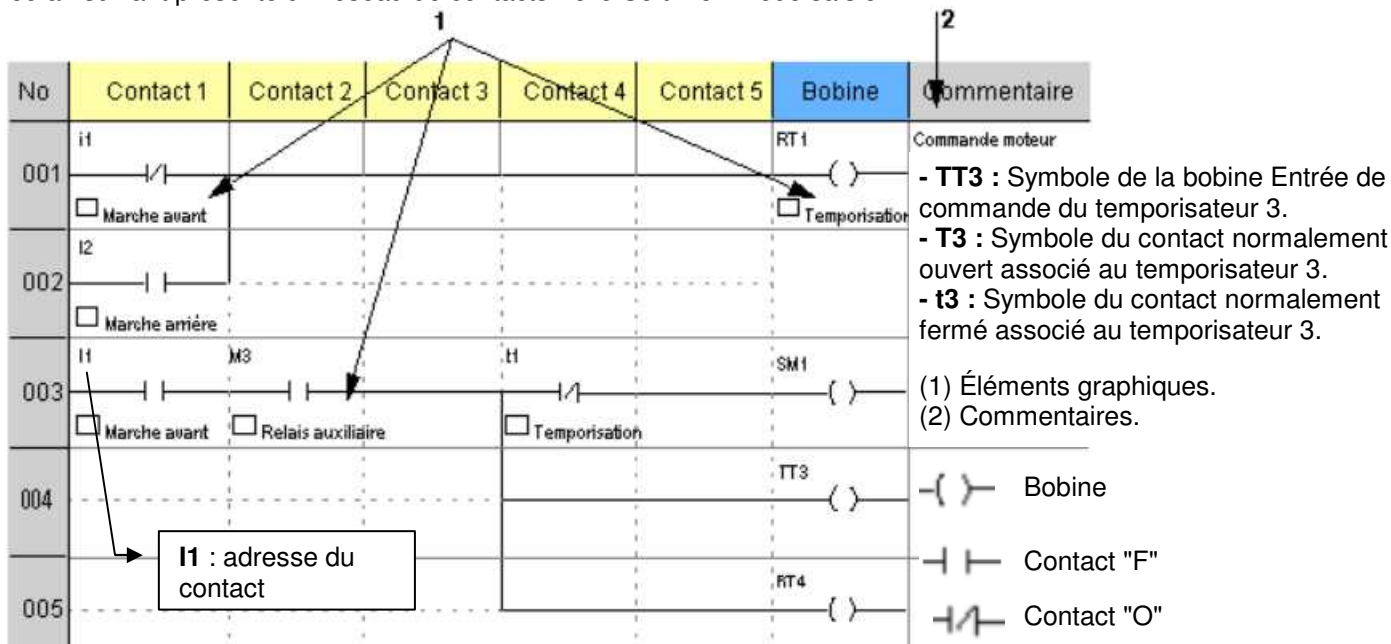 1
2
No Contact 1 Contact 2 Contact 3 Contact 4 Contact 5 Bobine Commentaire
i1 RT1 Commande moteur
001
Marche avant Temporisation
I2
002
Marche arrière
I1 M3 t1 SM1
003
Marche avant Relais auxiliaire Temporisation
TT3
004
I1 : adresse du
contact
RT4
005
- TT3 : Symbole de la bobine Entrée de
commande du temporisateur 3.
- T3 : Symbole du contact normalement
ouvert associé au temporisateur 3.
- t3 : Symbole du contact normalement
fermé associé au temporisateur 3.
(1) Éléments graphiques.
(2) Commentaires.
Bobine
Contact "F"
Contact "O"